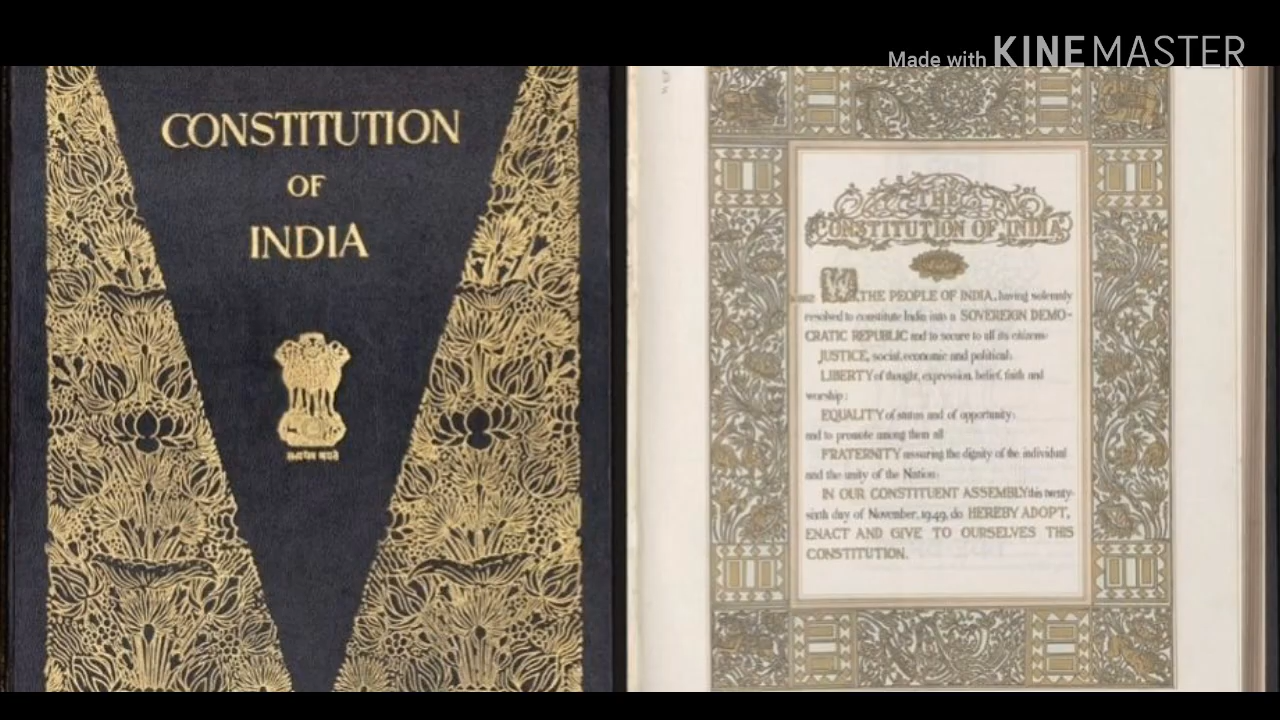 Made with KINEMASTER
CONSTITUTION
OF
INDIA
सत्यमेव जयते
THE
CONSTITUTION OF INDIA
WE, THE PEOPLE OF INDIA, having solemnly
resolved to constitute India into a SOVEREIGN DEMO-
CRATIC REPUBLIC and to secure to all its citizens:
JUSTICE, social, economic and political;
LIBERTY of thought, expression, belief, faith and
worship;
EQUALITY of status and of opportunity;
and to promote among them all
FRATERNITY assuring the dignity of the individual
and the unity of the Nation;
IN OUR CONSTITUENT ASSEMBLY this twenty-
sixth day of November, 1949, do HEREBY ADOPT,
ENACT AND GIVE TO OURSELVES THIS
CONSTITUTION.